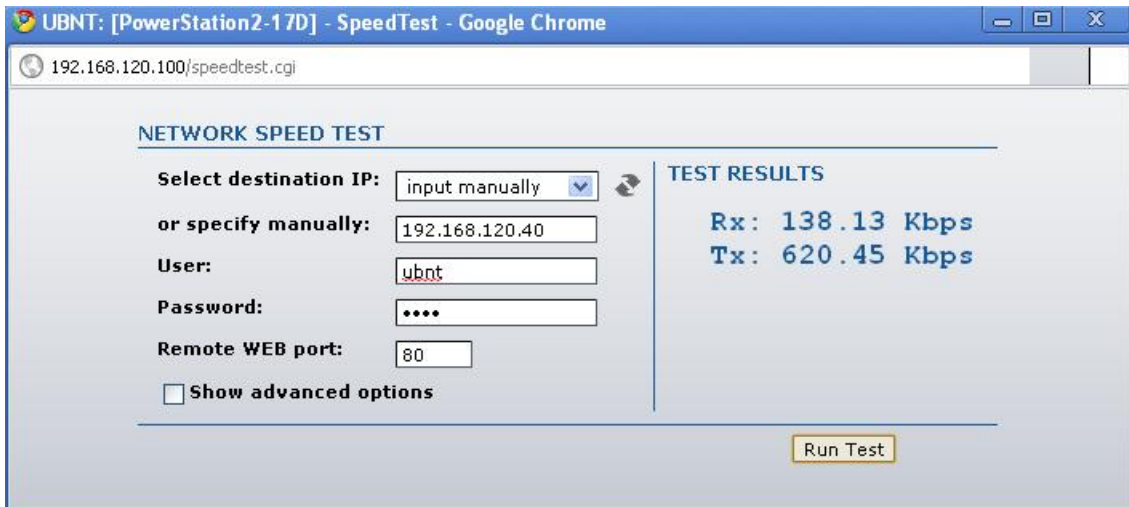 UBNT: [PowerStation2-17D] - SpeedTest - Google Chrome
192.168.120.100/speedtest.cgi
NETWORK SPEED TEST
Select destination IP: input manually
or specify manually: 192.168.120.40
User: ubnt
Password: ••••
Remote WEB port: 80
Show advanced options
TEST RESULTS
Rx: 138.13 Kbps
Tx: 620.45 Kbps
Run Test